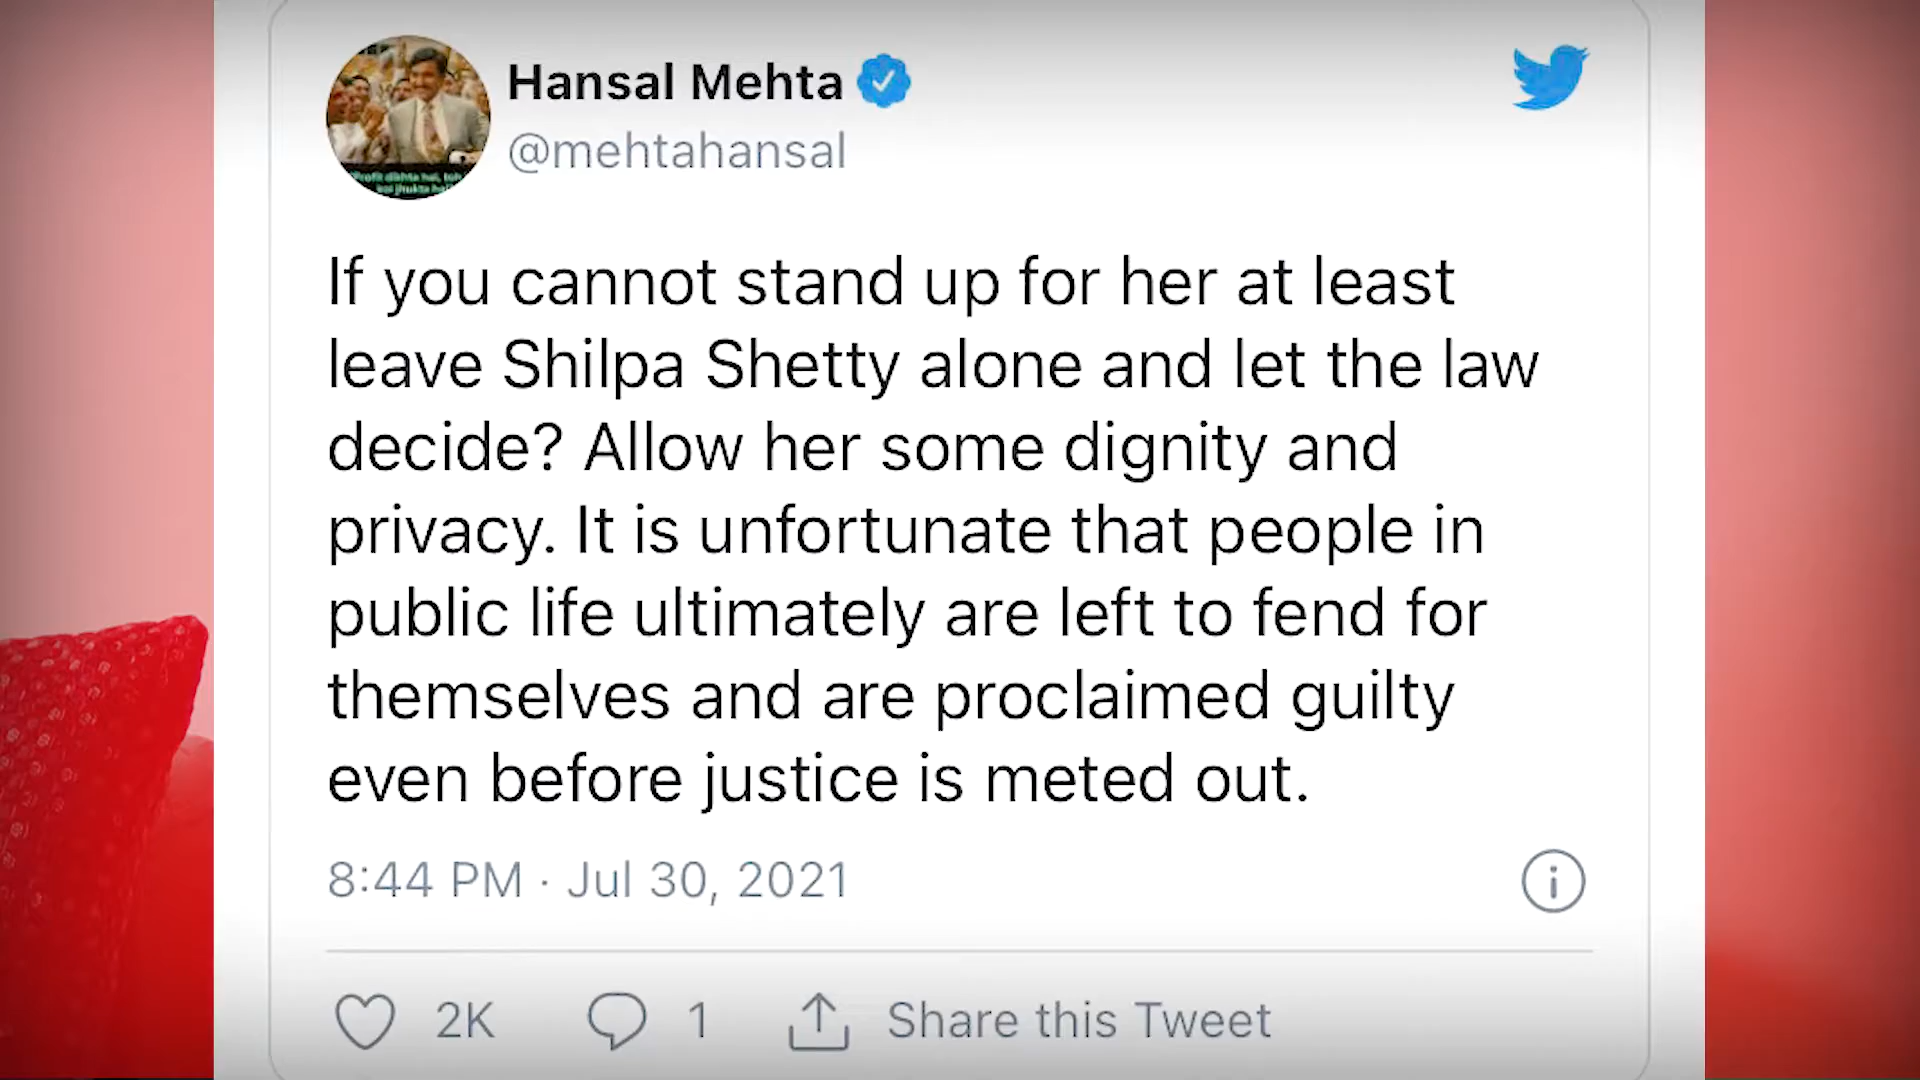 Hansal Mehta
@mehtahansal
If you cannot stand up for her at least
leave Shilpa Shetty alone and let the law
decide? Allow her some dignity and
privacy. It is unfortunate that people in
public life ultimately are left to fend for
themselves and are proclaimed guilty
even before justice is meted out.
8:44 PM · Jul 30, 2021
2K 1 Share this Tweet